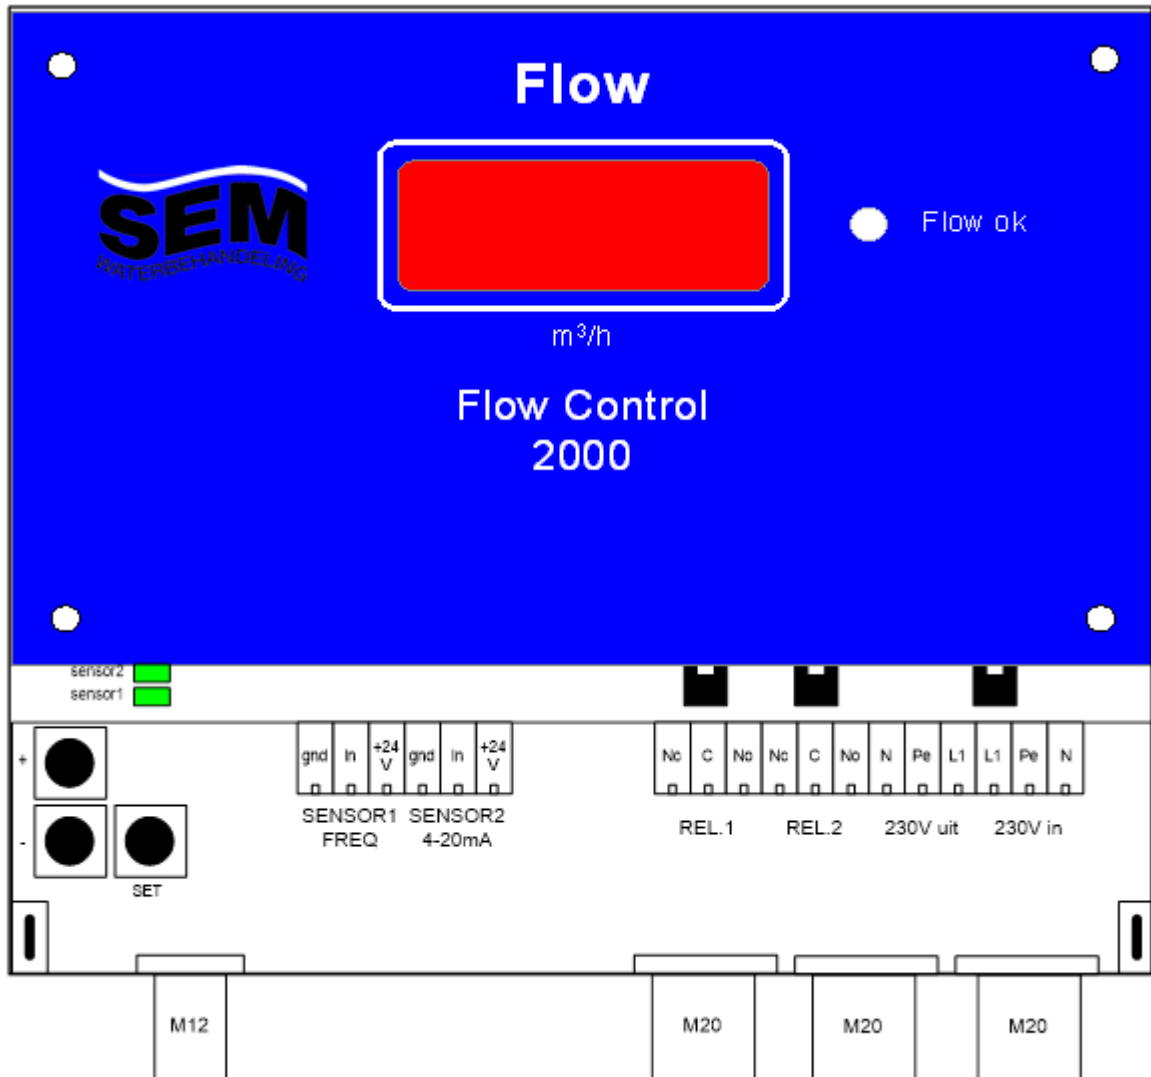 Flow
SEM
WATERBEHANDELING
Flow ok
m³/h
Flow Control
2000
sensor2
sensor1
+
gnd In +24 V gnd In +24 V
Nc C No Nc C No N Pe L1 L1 Pe N
SENSOR1 SENSOR2
FREQ 4-20mA
REL.1 REL.2 230V uit 230V in
-
SET
M12 M20 M20 M20